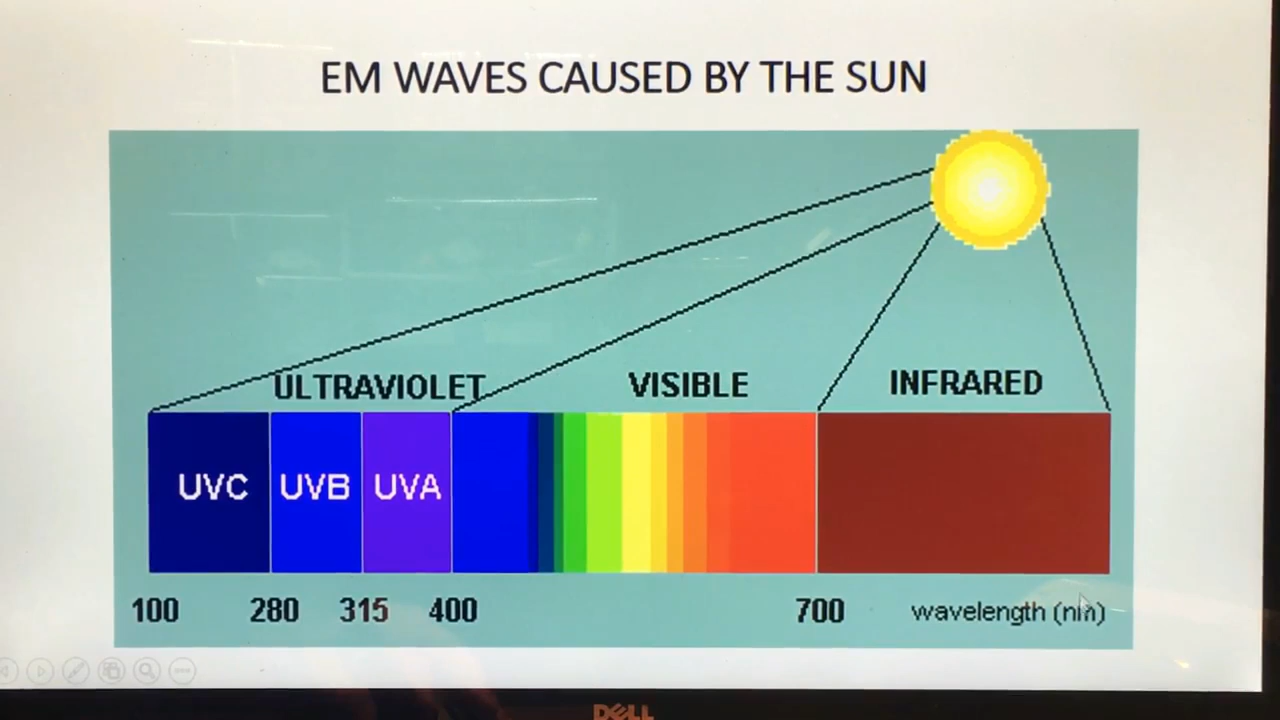 EM WAVES CAUSED BY THE SUN
ULTRAVIOLET VISIBLE INFRARED
UVC UVB UVA
100 280 315 400 700 wavelength (nm)
DELL